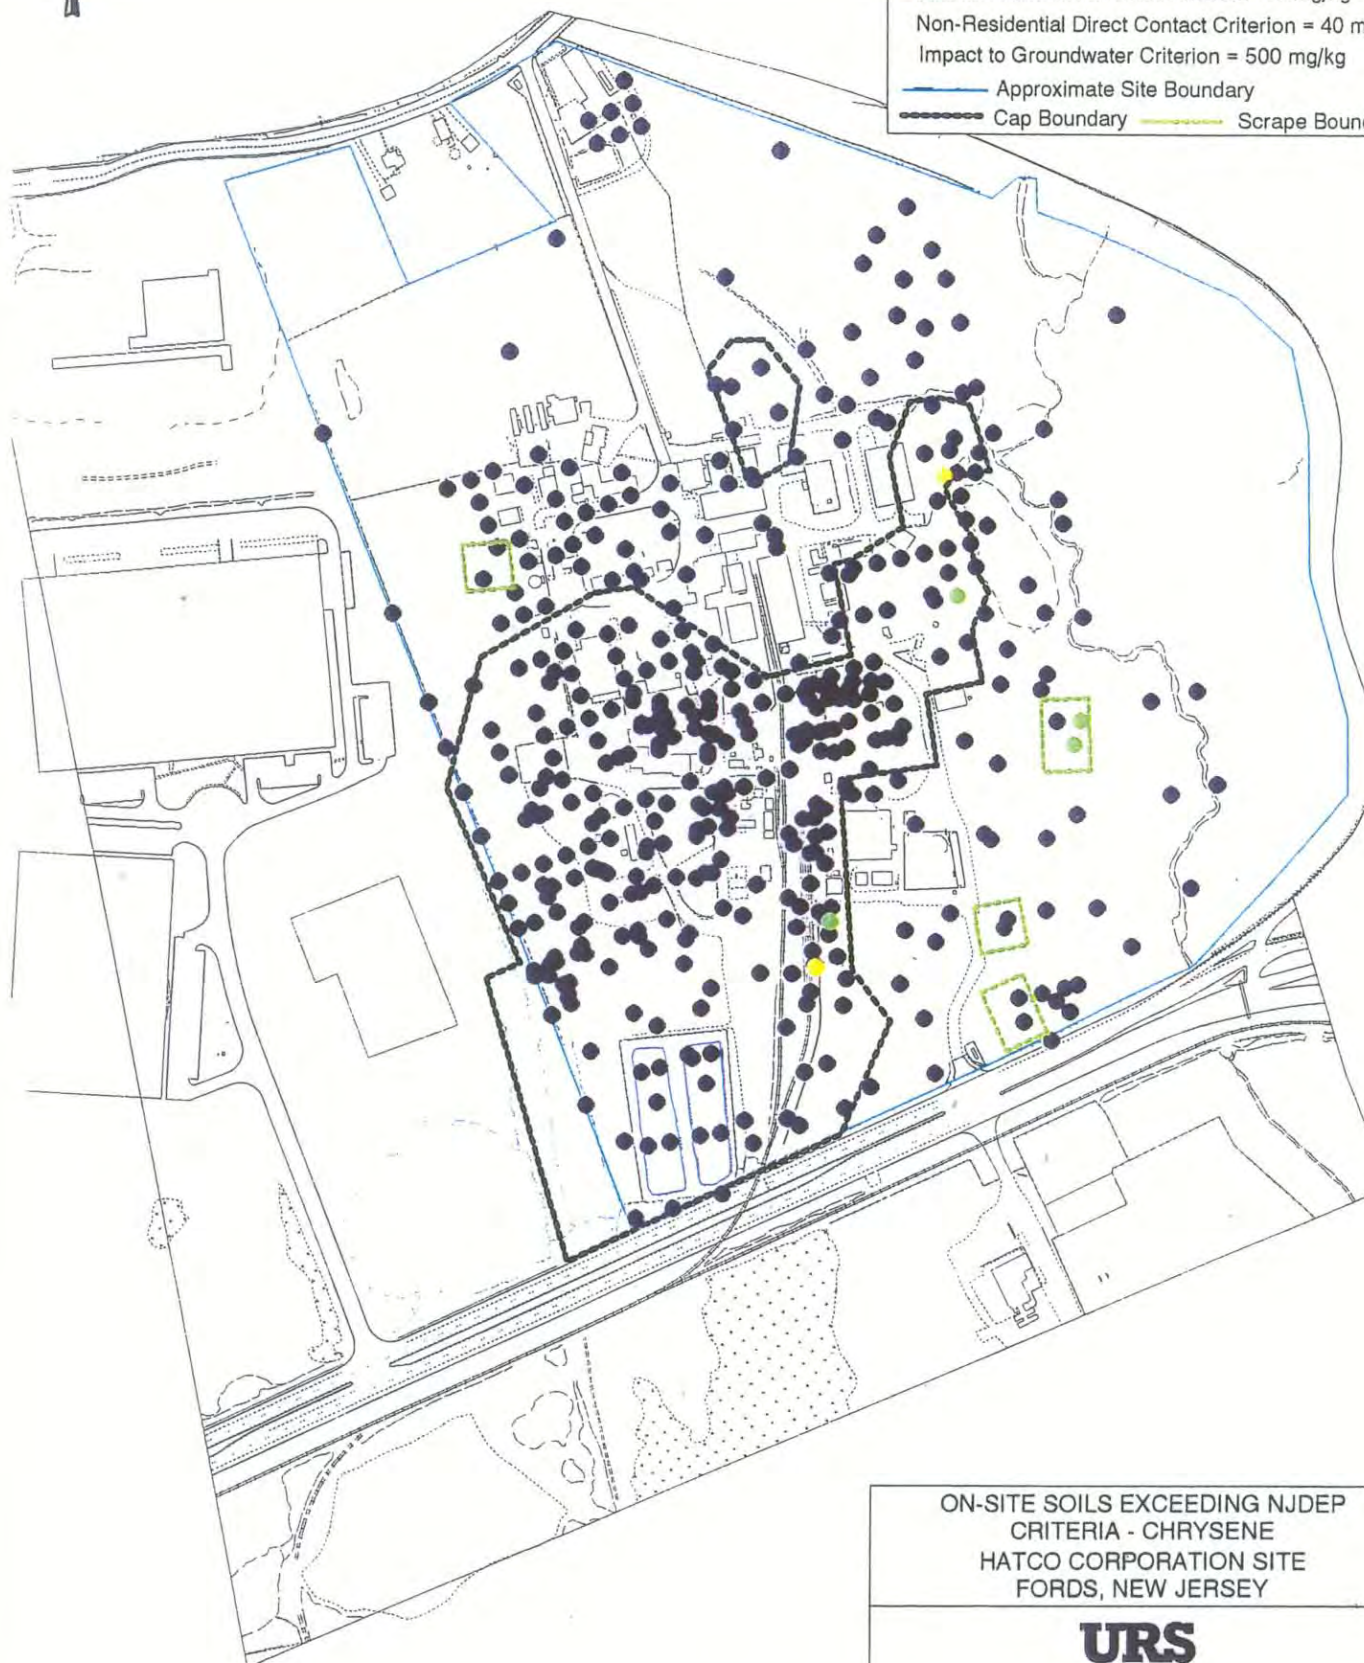 Non-Residential Direct Contact Criterion = 40 m
Impact to Groundwater Criterion = 500 mg/kg
Approximate Site Boundary
Cap Boundary Scrape Boun
ON-SITE SOILS EXCEEDING NJDEP
CRITERIA - CHRYSENE
HATCO CORPORATION SITE
FORDS, NEW JERSEY
URS